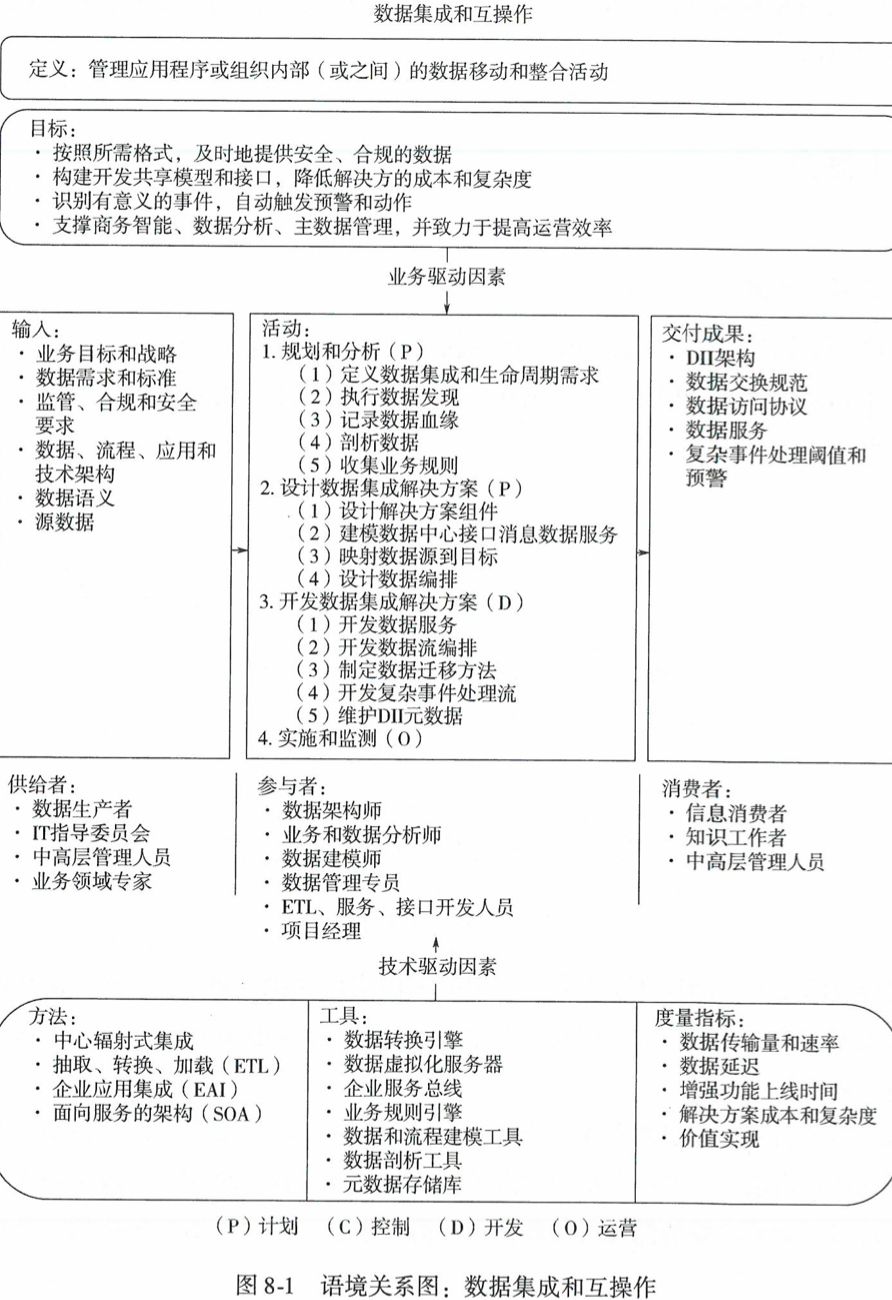 数据集成和互操作
定义：管理应用程序或组织内部（或之间）的数据移动和整合活动
目标：
· 按照所需格式，及时地提供安全、合规的数据
· 构建开发共享模型和接口，降低解决方的成本和复杂度
· 识别有意义的事件，自动触发预警和动作
· 支撑商务智能、数据分析、主数据管理，并致力于提高运营效率
业务驱动因素
输入：
· 业务目标和战略
· 数据需求和标准
· 监管、合规和安全
要求
· 数据、流程、应用和
技术架构
· 数据语义
· 源数据
活动：
1. 规划和分析（P）
（1）定义数据集成和生命周期需求
（2）执行数据发现
（3）记录数据血缘
（4）剖析数据
（5）收集业务规则
2. 设计数据集成解决方案（P）
（1）设计解决方案组件
（2）建模数据中心接口消息数据服务
（3）映射数据源到目标
（4）设计数据编排
3. 开发数据集成解决方案（D）
（1）开发数据服务
（2）开发数据流编排
（3）制定数据迁移方法
（4）开发复杂事件处理流
（5）维护DII元数据
4. 实施和监测（O）
交付成果：
· DII架构
· 数据交换规范
· 数据访问协议
· 数据服务
· 复杂事件处理阈值和
预警
供给者：
· 数据生产者
· IT指导委员会
· 中高层管理人员
· 业务领域专家
参与者：
· 数据架构师
· 业务和数据分析师
· 数据建模师
· 数据管理专员
· ETL、服务、接口开发人员
· 项目经理
消费者：
· 信息消费者
· 知识工作者
· 中高层管理人员
技术驱动因素
方法：
· 中心辐射式集成
· 抽取、转换、加载（ETL）
· 企业应用集成（EAI）
· 面向服务的架构（SOA）
工具：
· 数据转换引擎
· 数据虚拟化服务器
· 企业服务总线
· 业务规则引擎
· 数据和流程建模工具
· 数据剖析工具
· 元数据存储库
度量指标：
· 数据传输量和速率
· 数据延迟
· 增强功能上线时间
· 解决方案成本和复杂度
· 价值实现
（P）计划 （C）控制 （D）开发 （O）运营
图 8-1 语境关系图：数据集成和互操作